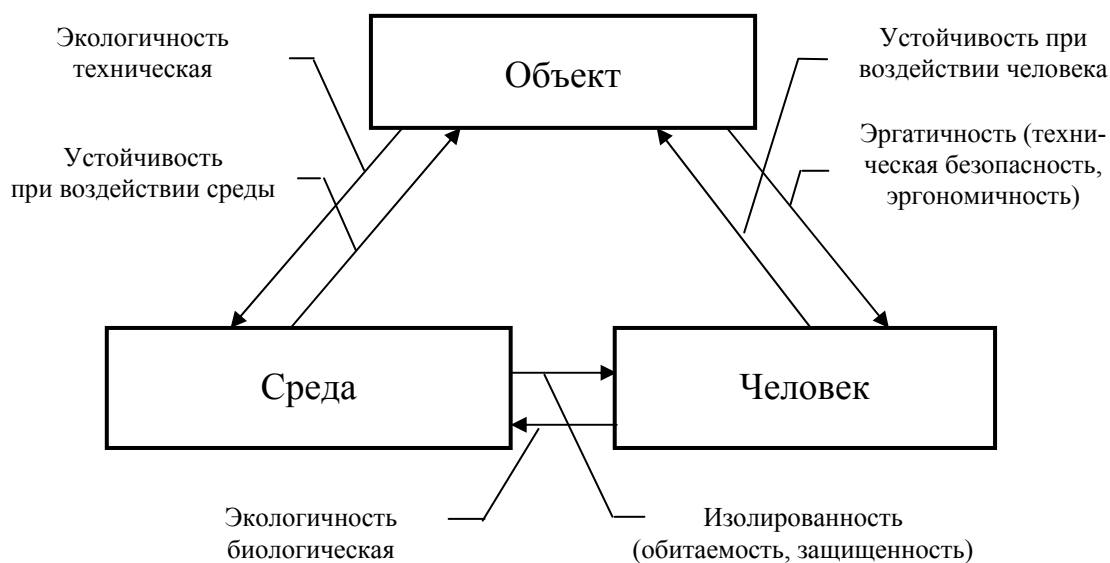 Экологичность
техническая
Объект
Устойчивость при
воздействии человека
Устойчивость
при воздействии среды
Эргатичность (техни-
ческая безопасность,
эргономичность)
Среда
Человек
Экологичность
биологическая
Изолированность
(обитаемость, защищенность)